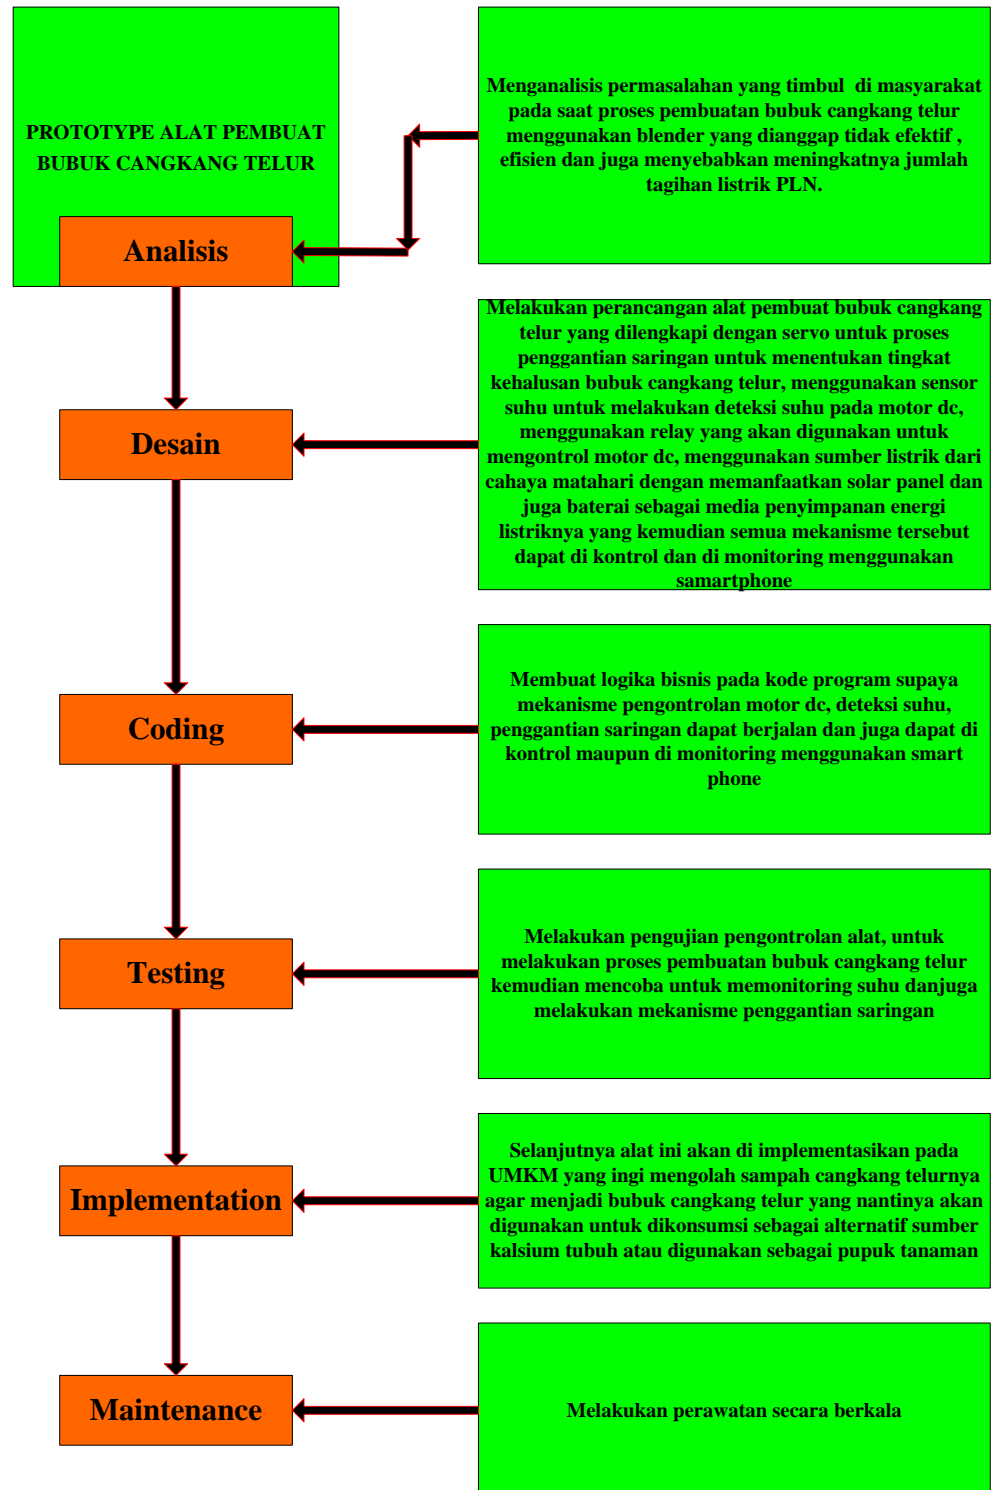 PROTOTYPE ALAT PEMBUAT
BUBUK CANGKANG TELUR
Menganalisis permasalahan yang timbul di masyarakat
pada saat proses pembuatan bubuk cangkang telur
menggunakan blender yang dianggap tidak efektif ,
efisien dan juga menyebabkan meningkatnya jumlah
tagihan listrik PLN.
Analisis
Melakukan perancangan alat pembuat bubuk cangkang
telur yang dilengkapi dengan servo untuk proses
penggantian saringan untuk menentukan tingkat
kehalusan bubuk cangkang telur, menggunakan sensor
suhu untuk melakukan deteksi suhu pada motor dc,
menggunakan relay yang akan digunakan untuk
mengontrol motor dc, menggunakan sumber listrik dari
cahaya matahari dengan memanfaatkan solar panel dan
juga baterai sebagai media penyimpanan energi
listriknya yang kemudian semua mekanisme tersebut
dapat di kontrol dan di monitoring menggunakan
samartphone
Desain
Membuat logika bisnis pada kode program supaya
mekanisme pengontrolan motor dc, deteksi suhu,
penggantian saringan dapat berjalan dan juga dapat di
kontrol maupun di monitoring menggunakan smart
phone
Coding
Melakukan pengujian pengontrolan alat, untuk
melakukan proses pembuatan bubuk cangkang telur
kemudian mencoba untuk memonitoring suhu danjuga
melakukan mekanisme penggantian saringan
Testing
Selanjutnya alat ini akan di implementasikan pada
UMKM yang ingi mengolah sampah cangkang telurnya
agar menjadi bubuk cangkang telur yang nantinya akan
digunakan untuk dikonsumsi sebagai alternatif sumber
kalsium tubuh atau digunakan sebagai pupuk tanaman
Implementation
Melakukan perawatan secara berkala
Maintenance